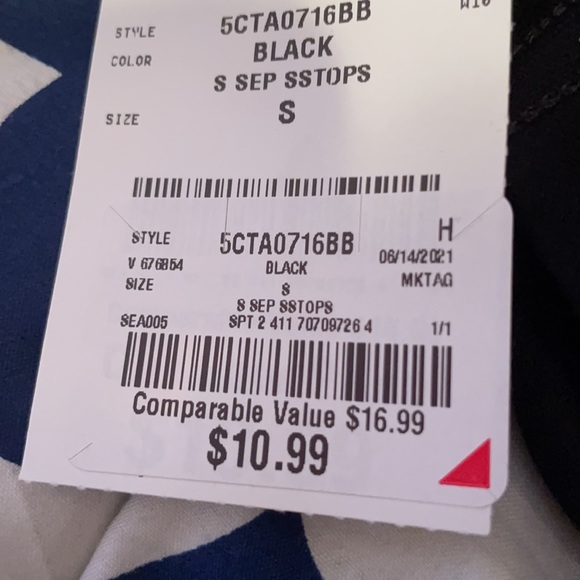 STYLE 5CTA0716BB
COLOR BLACK
S SEP SSTOPS
SIZE S
STYLE 5CTA0716BB H
V 676854 BLACK 06/14/2021
SIZE S MKTAG
S SEP SSTOPS
SEA005 SPT 2 411 70709726 4 1/1
Comparable Value $16.99
$10.99